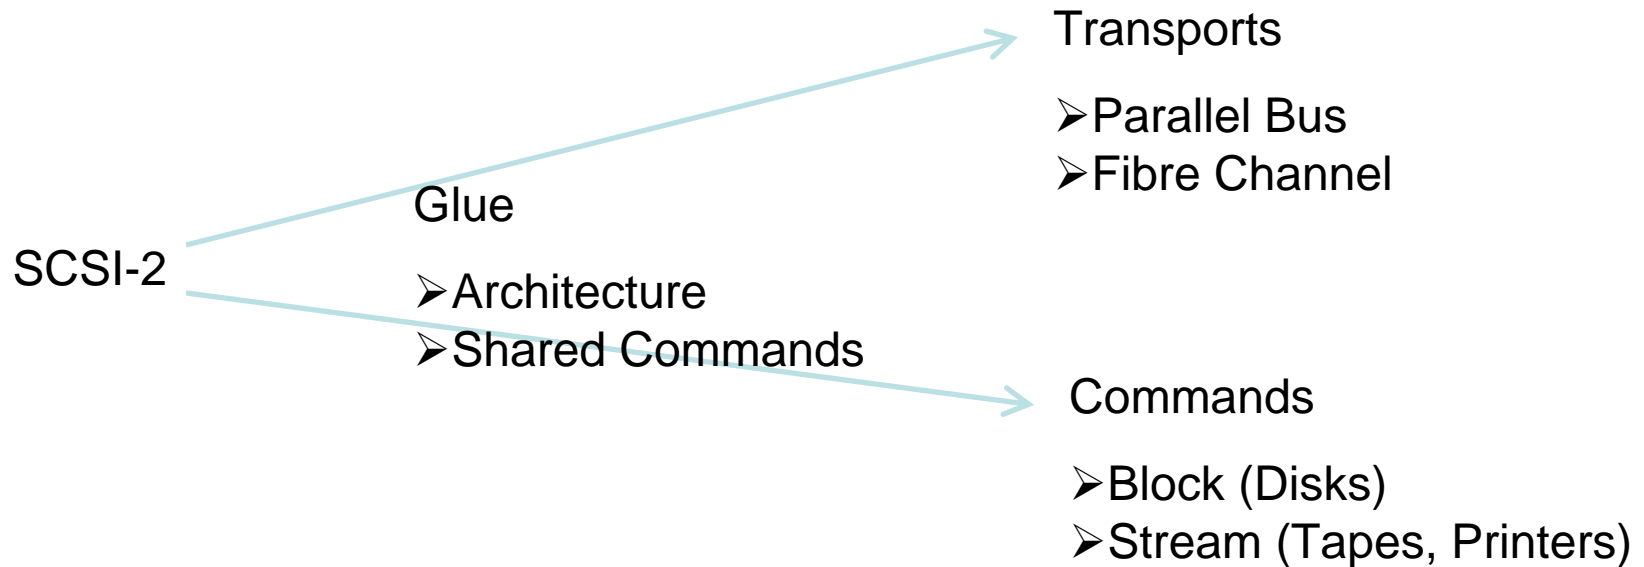 SCSI-2
Glue
➢Architecture
➢Shared Commands
Transports
➢Parallel Bus
➢Fibre Channel
Commands
➢Block (Disks)
➢Stream (Tapes, Printers)